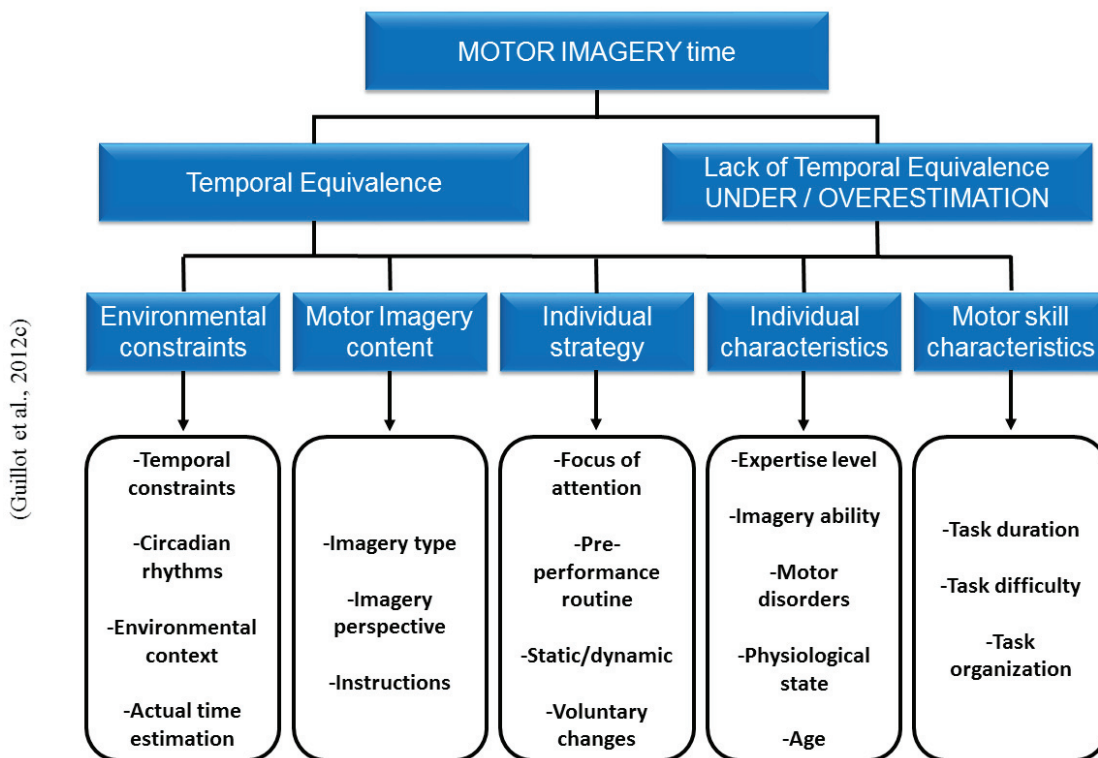 MOTOR IMAGERY time
Temporal Equivalence
Lack of Temporal Equivalence
UNDER / OVERESTIMATION
Environmental
constraints
Motor Imagery
content
Individual
strategy
Individual
characteristics
Motor skill
characteristics
(Guillot et al., 2012c)
-Temporal
constraints
-Circadian
rhythms
-Environmental
context
-Actual time
estimation
-Imagery type
-Imagery
perspective
-Instructions
-Focus of
attention
-Pre-
performance
routine
-Static/dynamic
-Voluntary
changes
-Expertise level
-Imagery ability
-Motor
disorders
-Physiological
state
-Age
-Task duration
-Task difficulty
-Task
organization